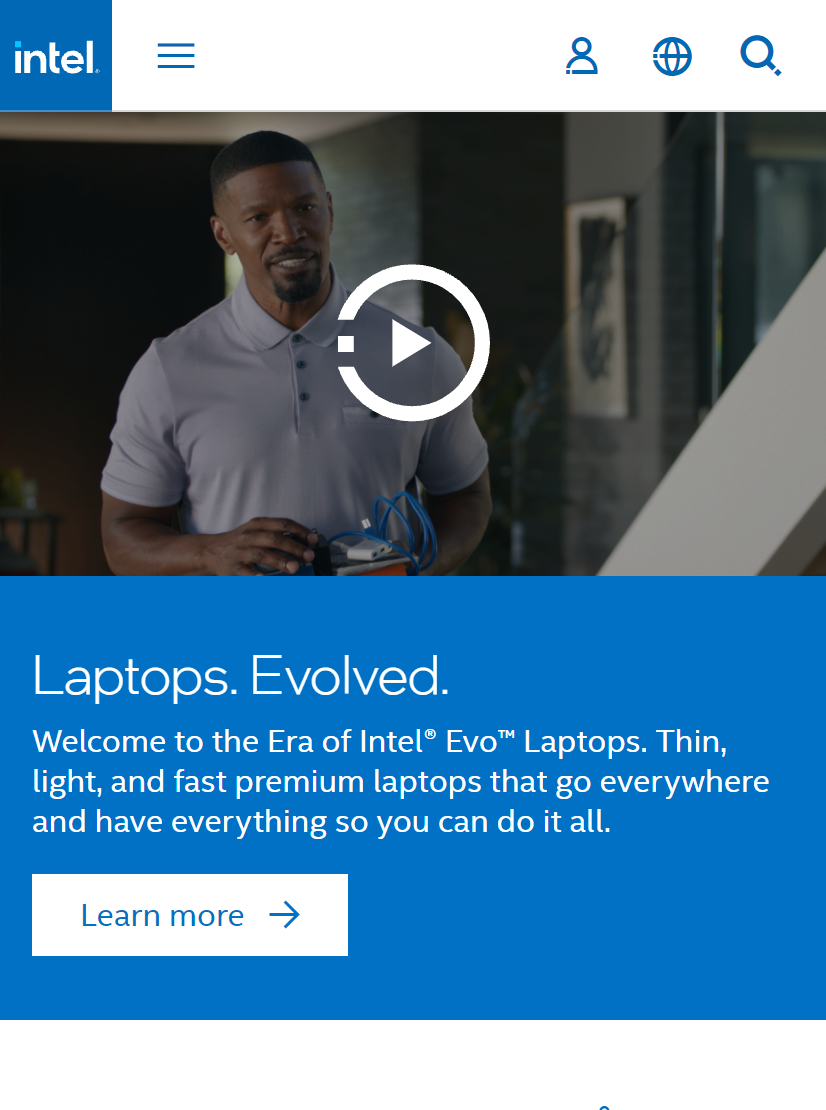 intel®
Laptops. Evolved.
Welcome to the Era of Intel® Evo™ Laptops. Thin,
light, and fast premium laptops that go everywhere
and have everything so you can do it all.
Learn more